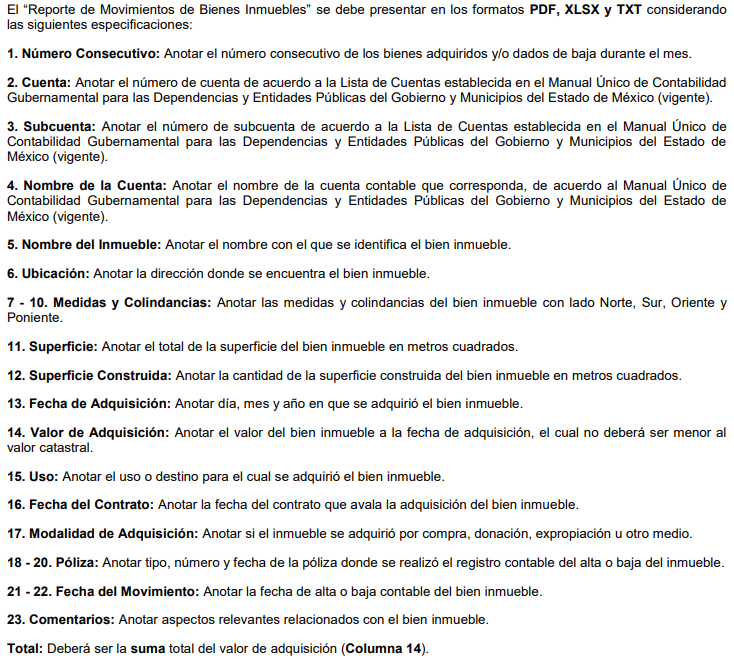 El “Reporte de Movimientos de Bienes Inmuebles” se debe presentar en los formatos PDF, XLSX y TXT considerando
las siguientes especificaciones:
1. Número Consecutivo: Anotar el número consecutivo de los bienes adquiridos y/o dados de baja durante el mes.
2. Cuenta: Anotar el número de cuenta de acuerdo a la Lista de Cuentas establecida en el Manual Único de Contabilidad
Gubernamental para las Dependencias y Entidades Públicas del Gobierno y Municipios del Estado de México (vigente).
3. Subcuenta: Anotar el número de subcuenta de acuerdo a la Lista de Cuentas establecida en el Manual Único de
Contabilidad Gubernamental para las Dependencias y Entidades Públicas del Gobierno y Municipios del Estado de
México (vigente).
4. Nombre de la Cuenta: Anotar el nombre de la cuenta contable que corresponda, de acuerdo al Manual Único de
Contabilidad Gubernamental para las Dependencias y Entidades Públicas del Gobierno y Municipios del Estado de
México (vigente).
5. Nombre del Inmueble: Anotar el nombre con el que se identifica el bien inmueble.
6. Ubicación: Anotar la dirección donde se encuentra el bien inmueble.
7 - 10. Medidas y Colindancias: Anotar las medidas y colindancias del bien inmueble con lado Norte, Sur, Oriente y
Poniente.
11. Superficie: Anotar el total de la superficie del bien inmueble en metros cuadrados.
12. Superficie Construida: Anotar la cantidad de la superficie construida del bien inmueble en metros cuadrados.
13. Fecha de Adquisición: Anotar día, mes y año en que se adquirió el bien inmueble.
14. Valor de Adquisición: Anotar el valor del bien inmueble a la fecha de adquisición, el cual no deberá ser menor al
valor catastral.
15. Uso: Anotar el uso o destino para el cual se adquirió el bien inmueble.
16. Fecha del Contrato: Anotar la fecha del contrato que avala la adquisición del bien inmueble.
17. Modalidad de Adquisición: Anotar si el inmueble se adquirió por compra, donación, expropiación u otro medio.
18 - 20. Póliza: Anotar tipo, número y fecha de la póliza donde se realizó el registro contable del alta o baja del inmueble.
21 - 22. Fecha del Movimiento: Anotar la fecha de alta o baja contable del bien inmueble.
23. Comentarios: Anotar aspectos relevantes relacionados con el bien inmueble.
Total: Deberá ser la suma total del valor de adquisición (Columna 14).